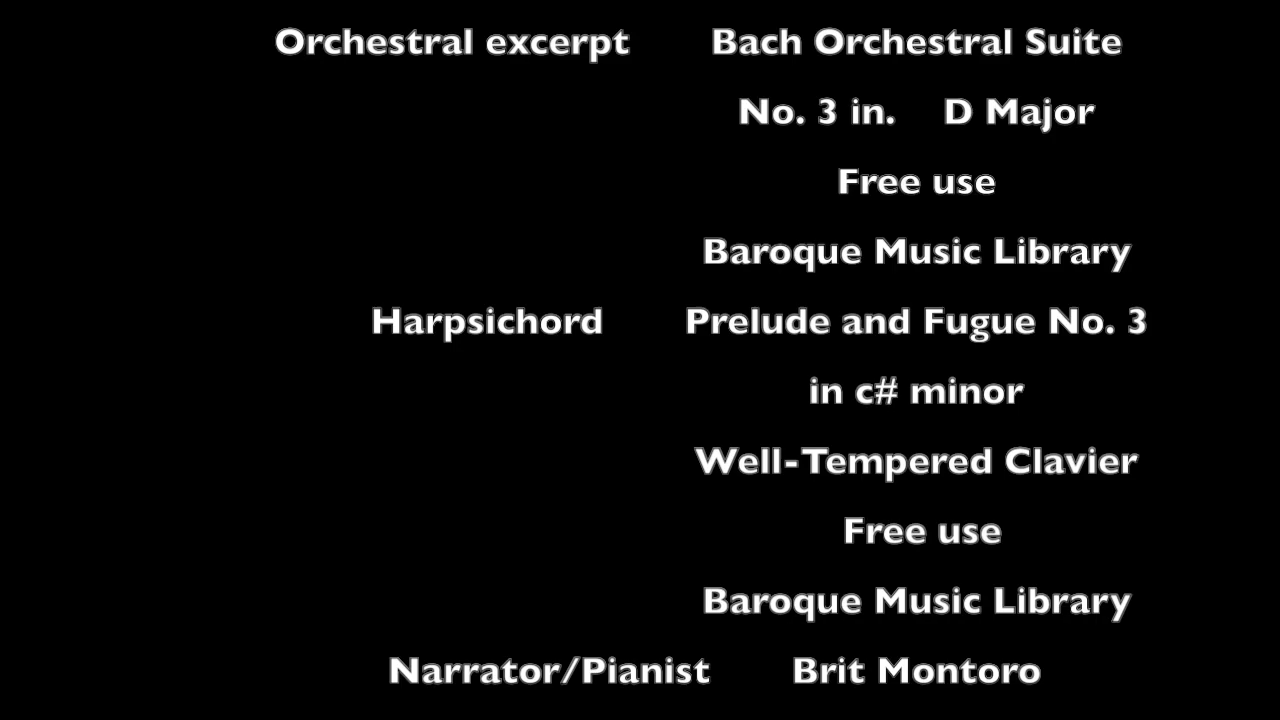 Orchestral excerpt Bach Orchestral Suite
No. 3 in. D Major
Free use
Baroque Music Library
Harpsichord Prelude and Fugue No. 3
in c# minor
Well-Tempered Clavier
Free use
Baroque Music Library
Narrator/Pianist Brit Montoro